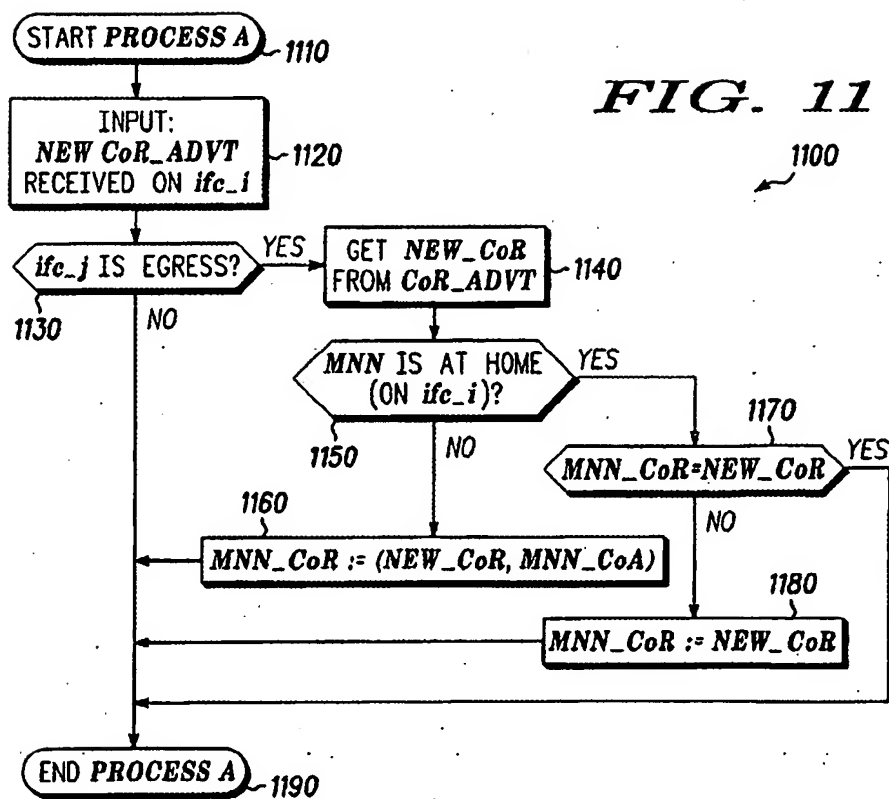 START PROCESS A
1110
FIG. 11
INPUT:
NEW CoR_ADVT
RECEIVED ON ifc_i
1120
1100
ifc_j IS EGRESS?
YES
1130
NO
GET NEW_CoR
FROM CoR_ADVT
1140
MNN IS AT HOME
(ON ifc_i)?
YES
1150
NO
1170
MNN_CoR=NEW_CoR
YES
NO
1160
MNN_CoR := (NEW_CoR, MNN_CoA)
1180
MNN_CoR := NEW_CoR
END PROCESS A
1190